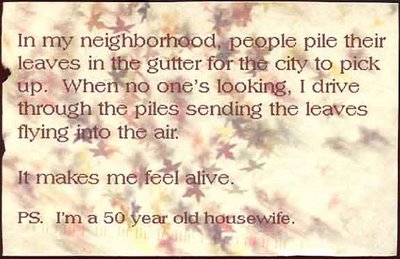 In my neighborhood, people pile their
leaves in the gutter for the city to pick
up.  When no one's looking, I drive
through the piles sending the leaves
flying into the air.
It makes me feel alive.
PS.  I'm a 50 year old housewife.